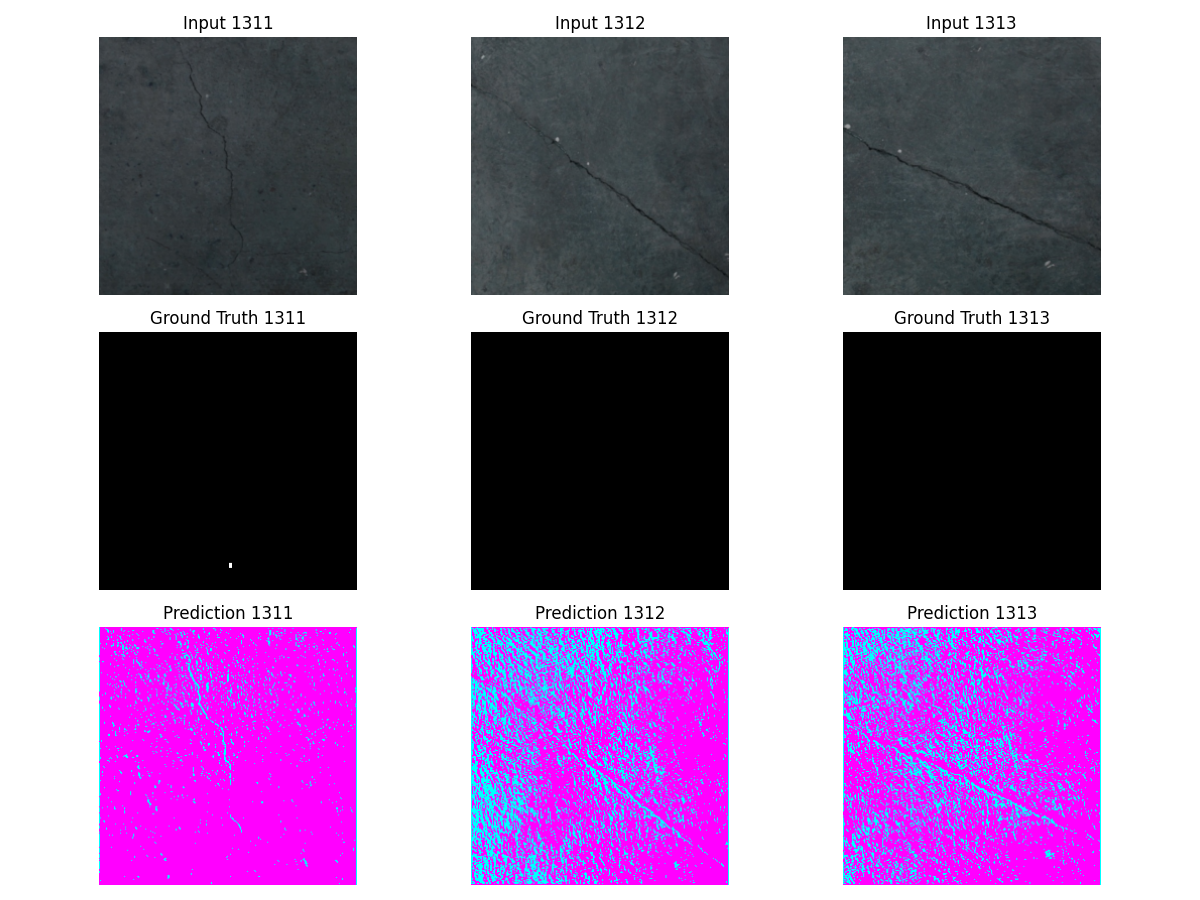 Input 1311
Input 1312
Input 1313
Ground Truth 1311
Ground Truth 1312
Ground Truth 1313
Prediction 1311
Prediction 1312
Prediction 1313